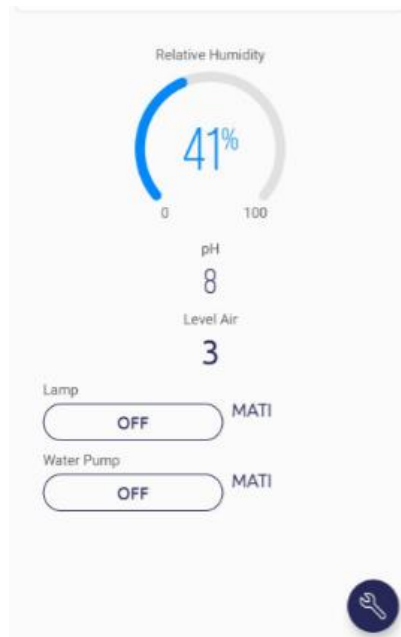 Relative Humidity
41%
0 100
pH
8
Level Air
3
Lamp
OFF MATI
Water Pump
OFF MATI